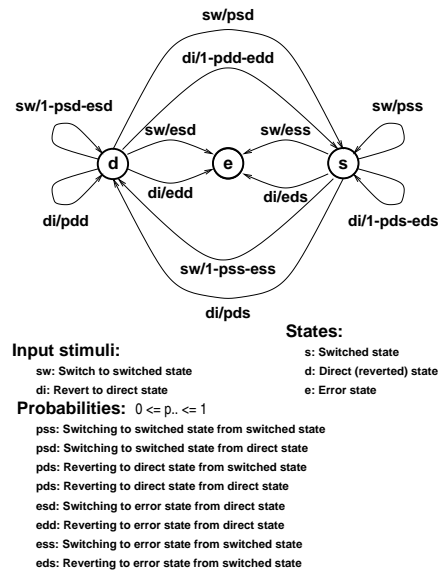 sw/psd
di/1-pdd-edd
sw/1-psd-esd
sw/pss
sw/esd
sw/ess
d
e
s
di/edd
di/eds
di/pdd
di/1-pds-eds
sw/1-pss-ess
di/pds
States:
s: Switched state
d: Direct (reverted) state
e: Error state
Input stimuli:
sw: Switch to switched state
di: Revert to direct state
Probabilities: 0 <= p.. <= 1
pss: Switching to switched state from switched state
psd: Switching to switched state from direct state
pds: Reverting to direct state from switched state
pds: Reverting to direct state from direct state
esd: Switching to error state from direct state
edd: Reverting to error state from direct state
ess: Switching to error state from switched state
eds: Reverting to error state from switched state